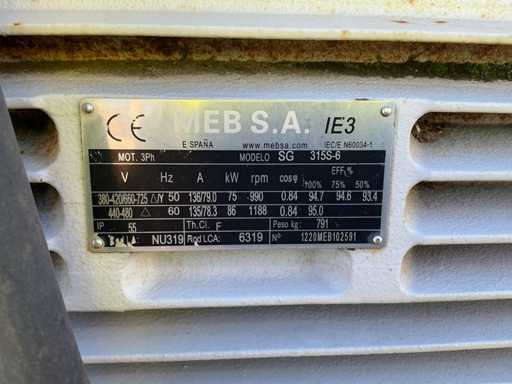 CE MEB S.A. IE3
ESPAÑA www.mebsa.com IEC/EN60034-1
MOT. 3Ph MODELO SG 315S-6
V Hz A kW rpm cosφ EFF%
100% 75% 50%
380-420/660-725 △/Y 50 136/79.0 75 990 0.84 94.7 94.6 93.4
440-480 △ 60 135/78.3 86 1188 0.84 95.0
IP 55 Th.Cl. F Peso kg: 791
NU319 Rod LCA: 6319 Nº 1220MEB102591